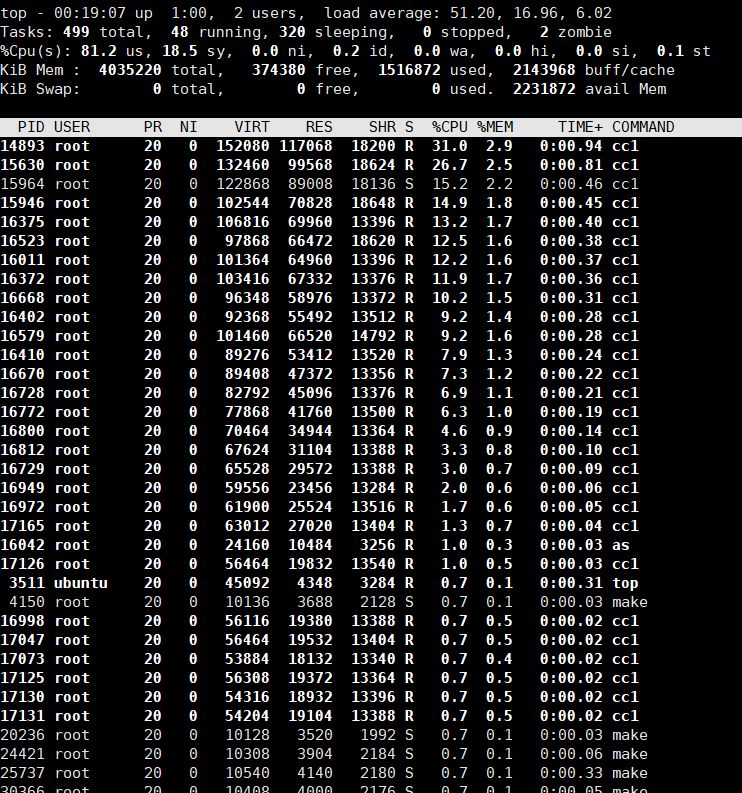 top - 00:19:07 up  1:00,  2 users,  load average: 51.20, 16.96, 6.02
Tasks: 499 total,  48 running, 320 sleeping,   0 stopped,   2 zombie
%Cpu(s): 81.2 us, 18.5 sy,  0.0 ni,  0.2 id,  0.0 wa,  0.0 hi,  0.0 si,  0.1 st
KiB Mem :  4035220 total,   374380 free,  1516872 used,  2143968 buff/cache
KiB Swap:        0 total,        0 free,        0 used.  2231872 avail Mem
  PID USER      PR  NI    VIRT    RES    SHR S  %CPU %MEM     TIME+ COMMAND
14893 root      20   0  152080 117068  18200 R  31.0  2.9   0:00.94 cc1
15630 root      20   0  132460  99568  18624 R  26.7  2.5   0:00.81 cc1
15964 root      20   0  122868  89008  18136 S  15.2  2.2   0:00.46 cc1
15946 root      20   0  102544  70828  18648 R  14.9  1.8   0:00.45 cc1
16375 root      20   0  106816  69960  13396 R  13.2  1.7   0:00.40 cc1
16523 root      20   0   97868  66472  18620 R  12.5  1.6   0:00.38 cc1
16011 root      20   0  101364  64960  13396 R  12.2  1.6   0:00.37 cc1
16372 root      20   0  103416  67332  13376 R  11.9  1.7   0:00.36 cc1
16668 root      20   0   96348  58976  13372 R  10.2  1.5   0:00.31 cc1
16402 root      20   0   92368  55492  13512 R   9.2  1.4   0:00.28 cc1
16579 root      20   0  101460  66520  14792 R   9.2  1.6   0:00.28 cc1
16410 root      20   0   89276  53412  13520 R   7.9  1.3   0:00.24 cc1
16670 root      20   0   89408  47372  13356 R   7.3  1.2   0:00.22 cc1
16728 root      20   0   82792  45096  13376 R   6.9  1.1   0:00.21 cc1
16772 root      20   0   77868  41760  13500 R   6.3  1.0   0:00.19 cc1
16800 root      20   0   70464  34944  13364 R   4.6  0.9   0:00.14 cc1
16812 root      20   0   67624  31104  13388 R   3.3  0.8   0:00.10 cc1
16729 root      20   0   65528  29572  13388 R   3.0  0.7   0:00.09 cc1
16949 root      20   0   59556  23456  13284 R   2.0  0.6   0:00.06 cc1
16972 root      20   0   61900  25524  13516 R   1.7  0.6   0:00.05 cc1
17165 root      20   0   63012  27020  13404 R   1.3  0.7   0:00.04 cc1
16042 root      20   0   24160  10484   3256 R   1.0  0.3   0:00.03 as
17126 root      20   0   56464  19832  13540 R   1.0  0.5   0:00.03 cc1
 3511 ubuntu    20   0   45092   4348   3284 R   0.7  0.1   0:00.31 top
 4150 root      20   0   10136   3688   2128 S   0.7  0.1   0:00.03 make
16998 root      20   0   56116  19380  13388 R   0.7  0.5   0:00.02 cc1
17047 root      20   0   56464  19532  13404 R   0.7  0.5   0:00.02 cc1
17073 root      20   0   53884  18132  13340 R   0.7  0.4   0:00.02 cc1
17125 root      20   0   56308  19372  13364 R   0.7  0.5   0:00.02 cc1
17130 root      20   0   54316  18932  13396 R   0.7  0.5   0:00.02 cc1
17131 root      20   0   54204  19104  13388 R   0.7  0.5   0:00.02 cc1
20236 root      20   0   10128   3520   1992 S   0.7  0.1   0:00.03 make
24421 root      20   0   10308   3904   2184 S   0.7  0.1   0:00.06 make
25737 root      20   0   10540   4140   2180 S   0.7  0.1   0:00.33 make
30366 root      20   0   10408   4000   2176 S   0.7  0.1   0:00.05 make